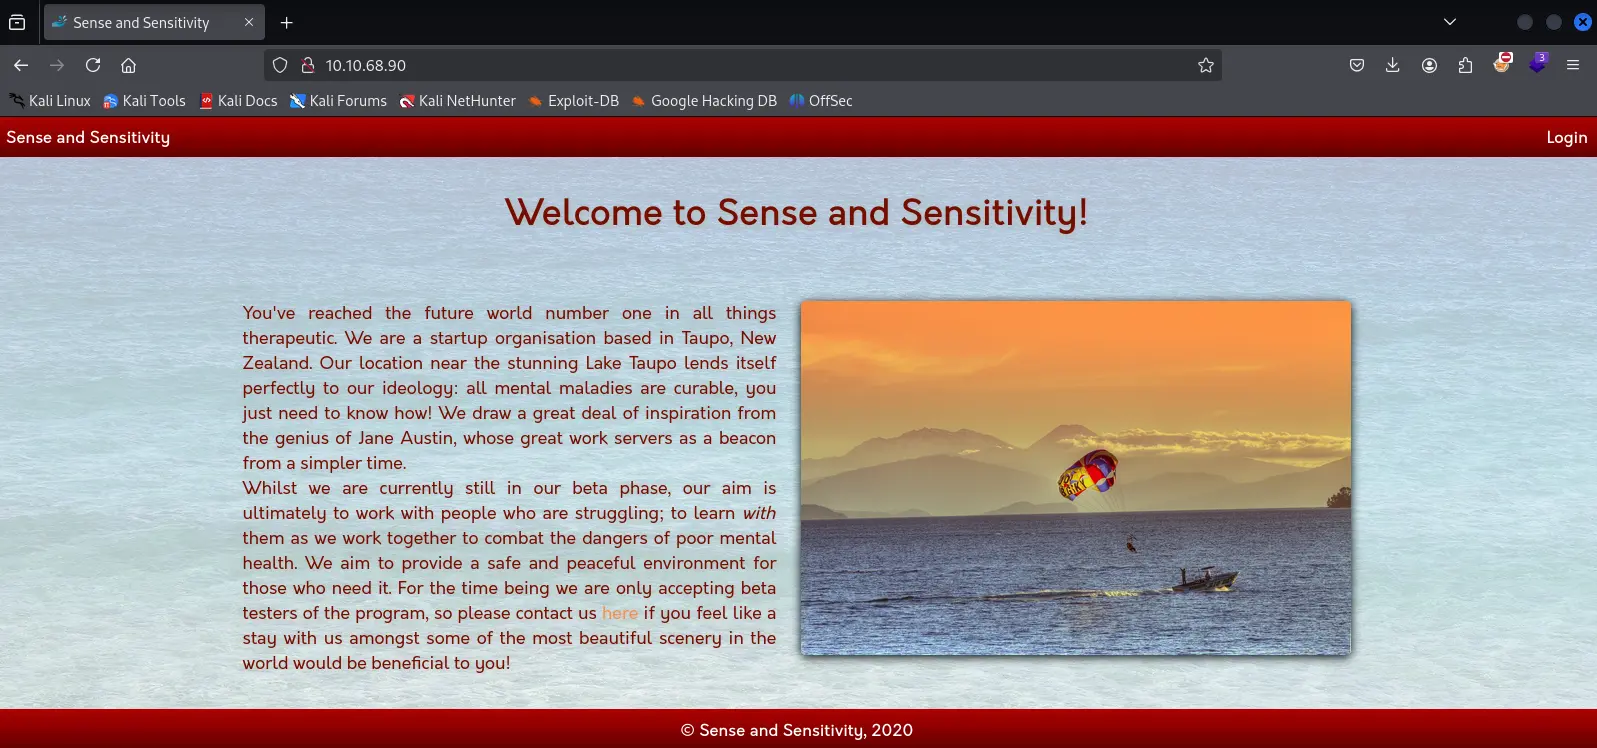 Sense and Sensitivity
10.10.68.90
3
Kali Linux Kali Tools Kali Docs Kali Forums Kali NetHunter Exploit-DB Google Hacking DB OffSec
Sense and Sensitivity Login
Welcome to Sense and Sensitivity!
You've reached the future world number one in all things
therapeutic. We are a startup organisation based in Taupo, New
Zealand. Our location near the stunning Lake Taupo lends itself
perfectly to our ideology: all mental maladies are curable, you
just need to know how! We draw a great deal of inspiration from
the genius of Jane Austin, whose great work servers as a beacon
from a simpler time.
Whilst we are currently still in our beta phase, our aim is
ultimately to work with people who are struggling; to learn with
them as we work together to combat the dangers of poor mental
health. We aim to provide a safe and peaceful environment for
those who need it. For the time being we are only accepting beta
testers of the program, so please contact us here if you feel like a
stay with us amongst some of the most beautiful scenery in the
world would be beneficial to you!
© Sense and Sensitivity, 2020